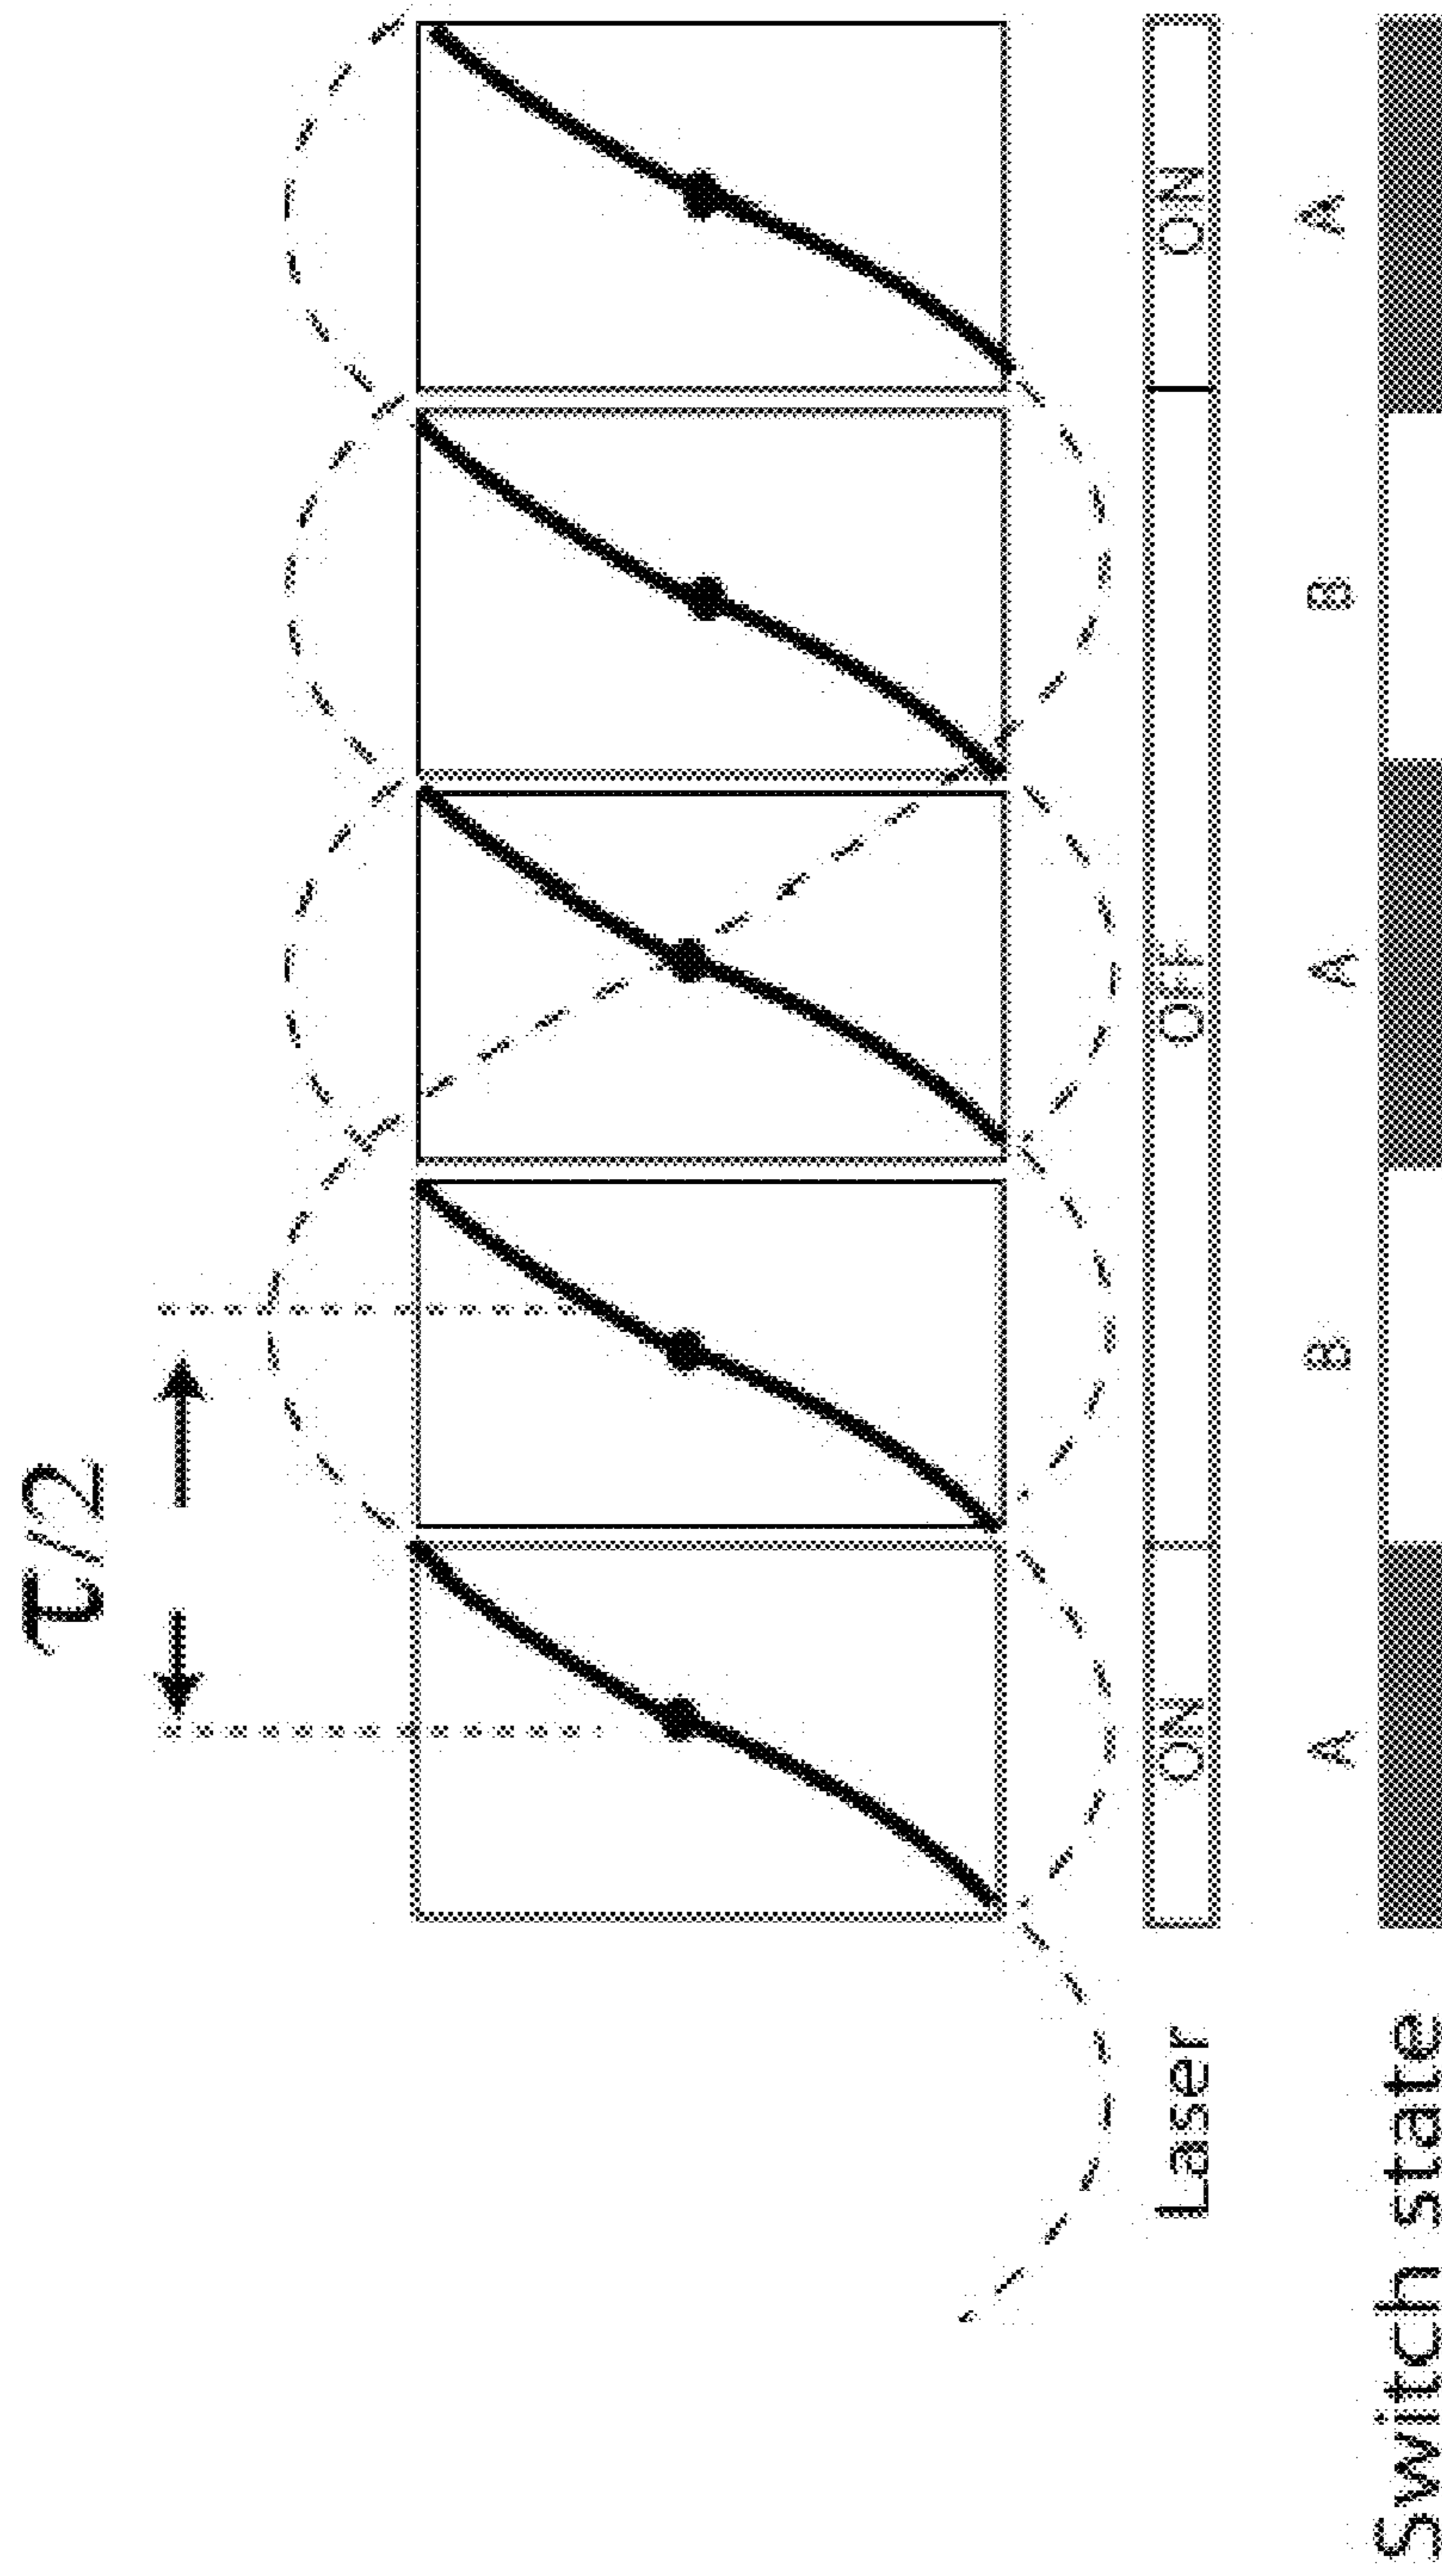 τ/2
Laser ON OFF ON
A B A B A
Switch state